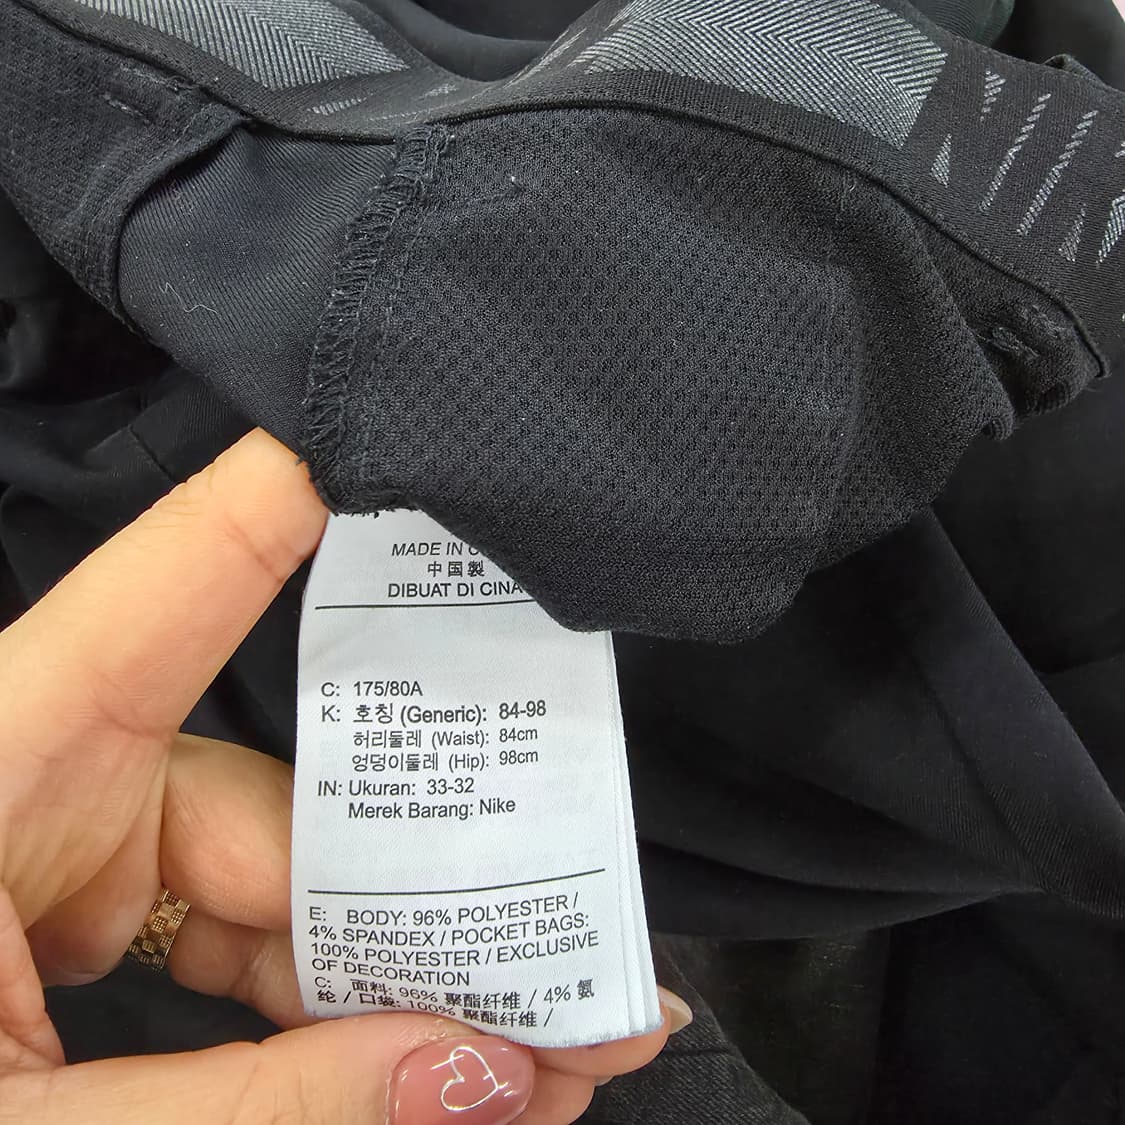 MADE IN
中国製
DIBUAT DI CINA
C: 175/80A
K: 호칭 (Generic): 84-98
허리둘레 (Waist): 84cm
엉덩이둘레 (Hip): 98cm
IN: Ukuran: 33-32
Merek Barang: Nike
E: BODY: 96% POLYESTER /
4% SPANDEX / POCKET BAGS:
100% POLYESTER / EXCLUSIVE
OF DECORATION
C: 面料: 96% 聚酯纤维 / 4% 氨
纶 / 口袋: 100% 聚酯纤维 /